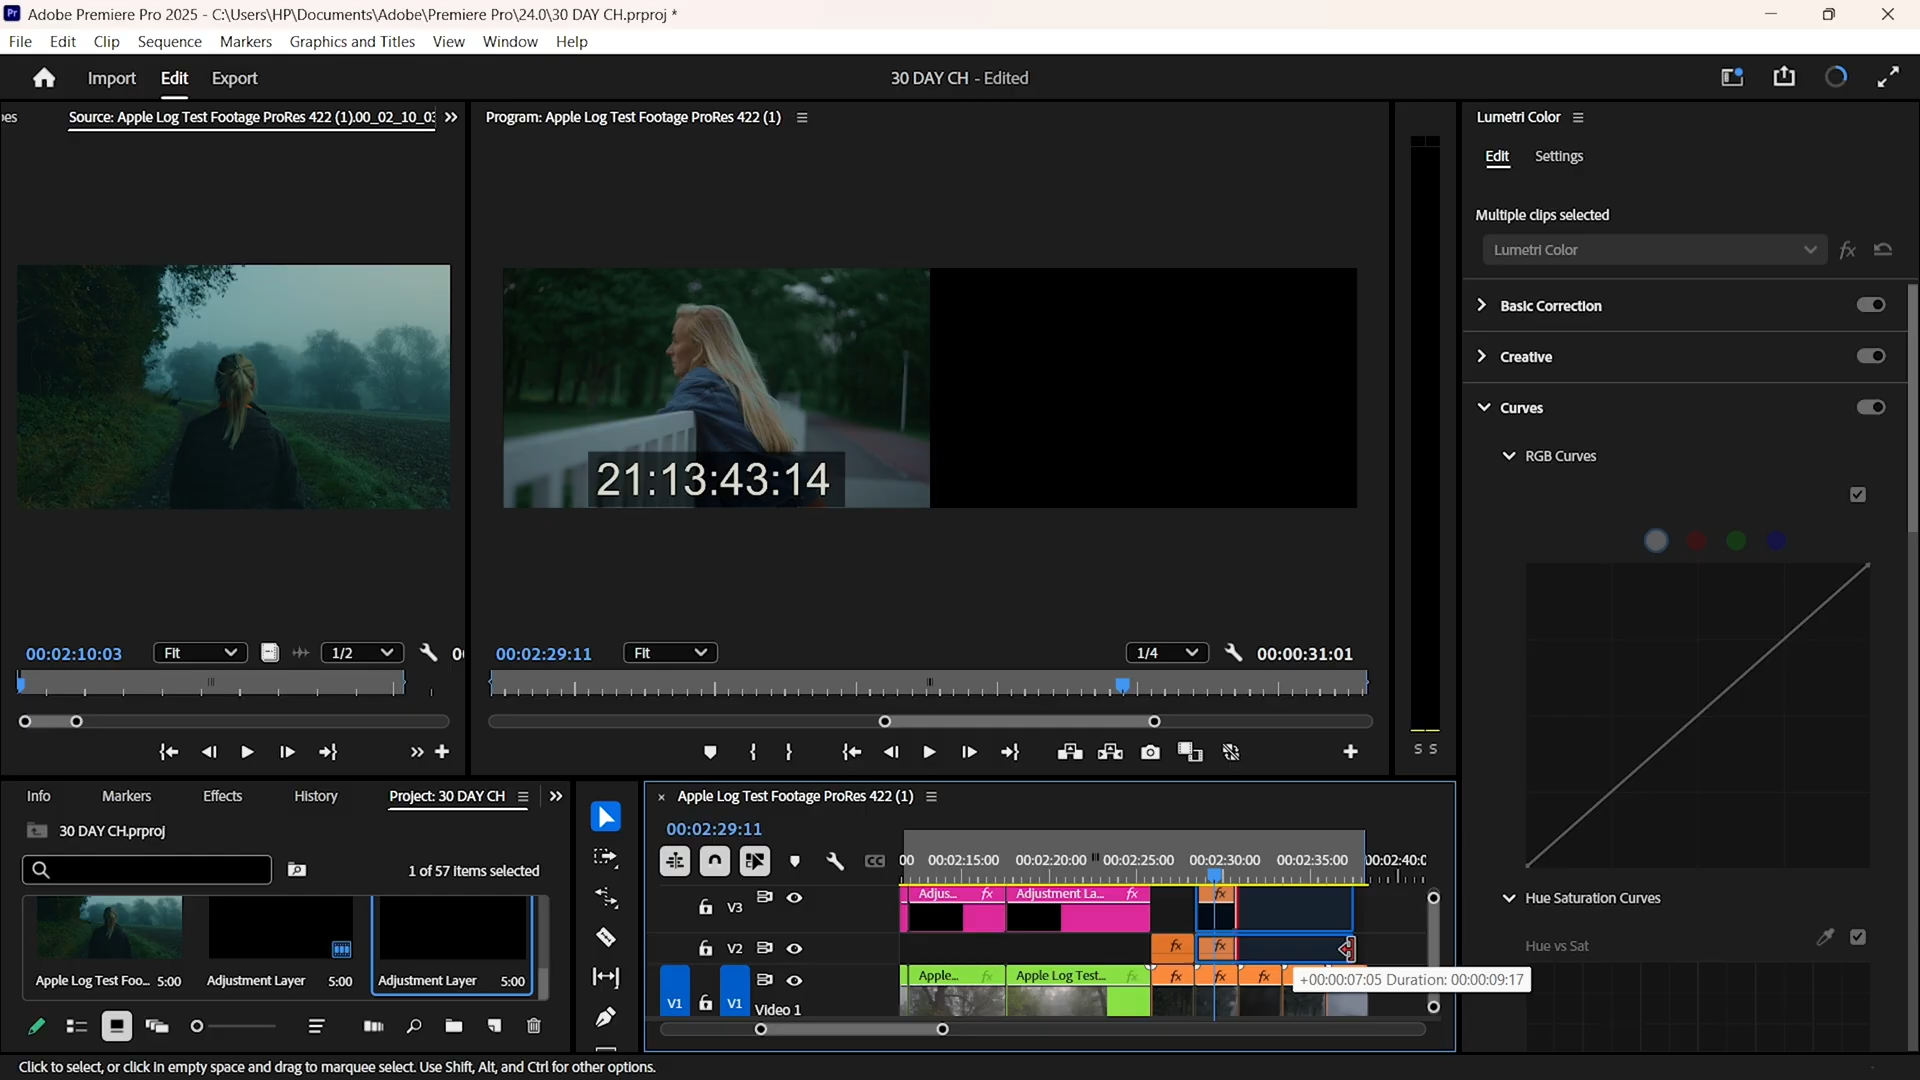 Adobe Premiere Pro 2025 - C:\Users\HP\Documents\Adobe\Premiere Pro\24.0\30 DAY CH.prproj *
File Edit Clip Sequence Markers Graphics and Titles View Window Help
Import Edit Export
30 DAY CH - Edited
Source: Apple Log Test Footage ProRes 422 (1).00_02_10_03
Program: Apple Log Test Footage ProRes 422 (1)
Lumetri Color
Edit Settings
Multiple clips selected
Lumetri Color
fx
Basic Correction
Creative
Curves
RGB Curves
21:13:43:14
00:02:10:03 Fit 1/2
00:02:29:11 Fit 1/4 00:00:31:01
S S
Info Markers Effects History Project: 30 DAY CH
30 DAY CH.prproj
1 of 57 items selected
Apple Log Test Foo... 5:00
Adjustment Layer 5:00
Adjustment Layer 5:00
× Apple Log Test Footage ProRes 422 (1)
00:02:29:11
CC
00 00:02:15:00 00:02:20:00 00:02:25:00 00:02:30:00 00:02:35:00 00:02:40:0
V3 Adjus... fx Adjustment La... fx fx
V2 fx fx
V1 V1 Video 1 Apple... fx Apple Log Test... fx fx fx fx
+00:00:07:05 Duration: 00:00:09:17
Hue Saturation Curves
Hue vs Sat
Click to select, or click in empty space and drag to marquee select. Use Shift, Alt, and Ctrl for other options.